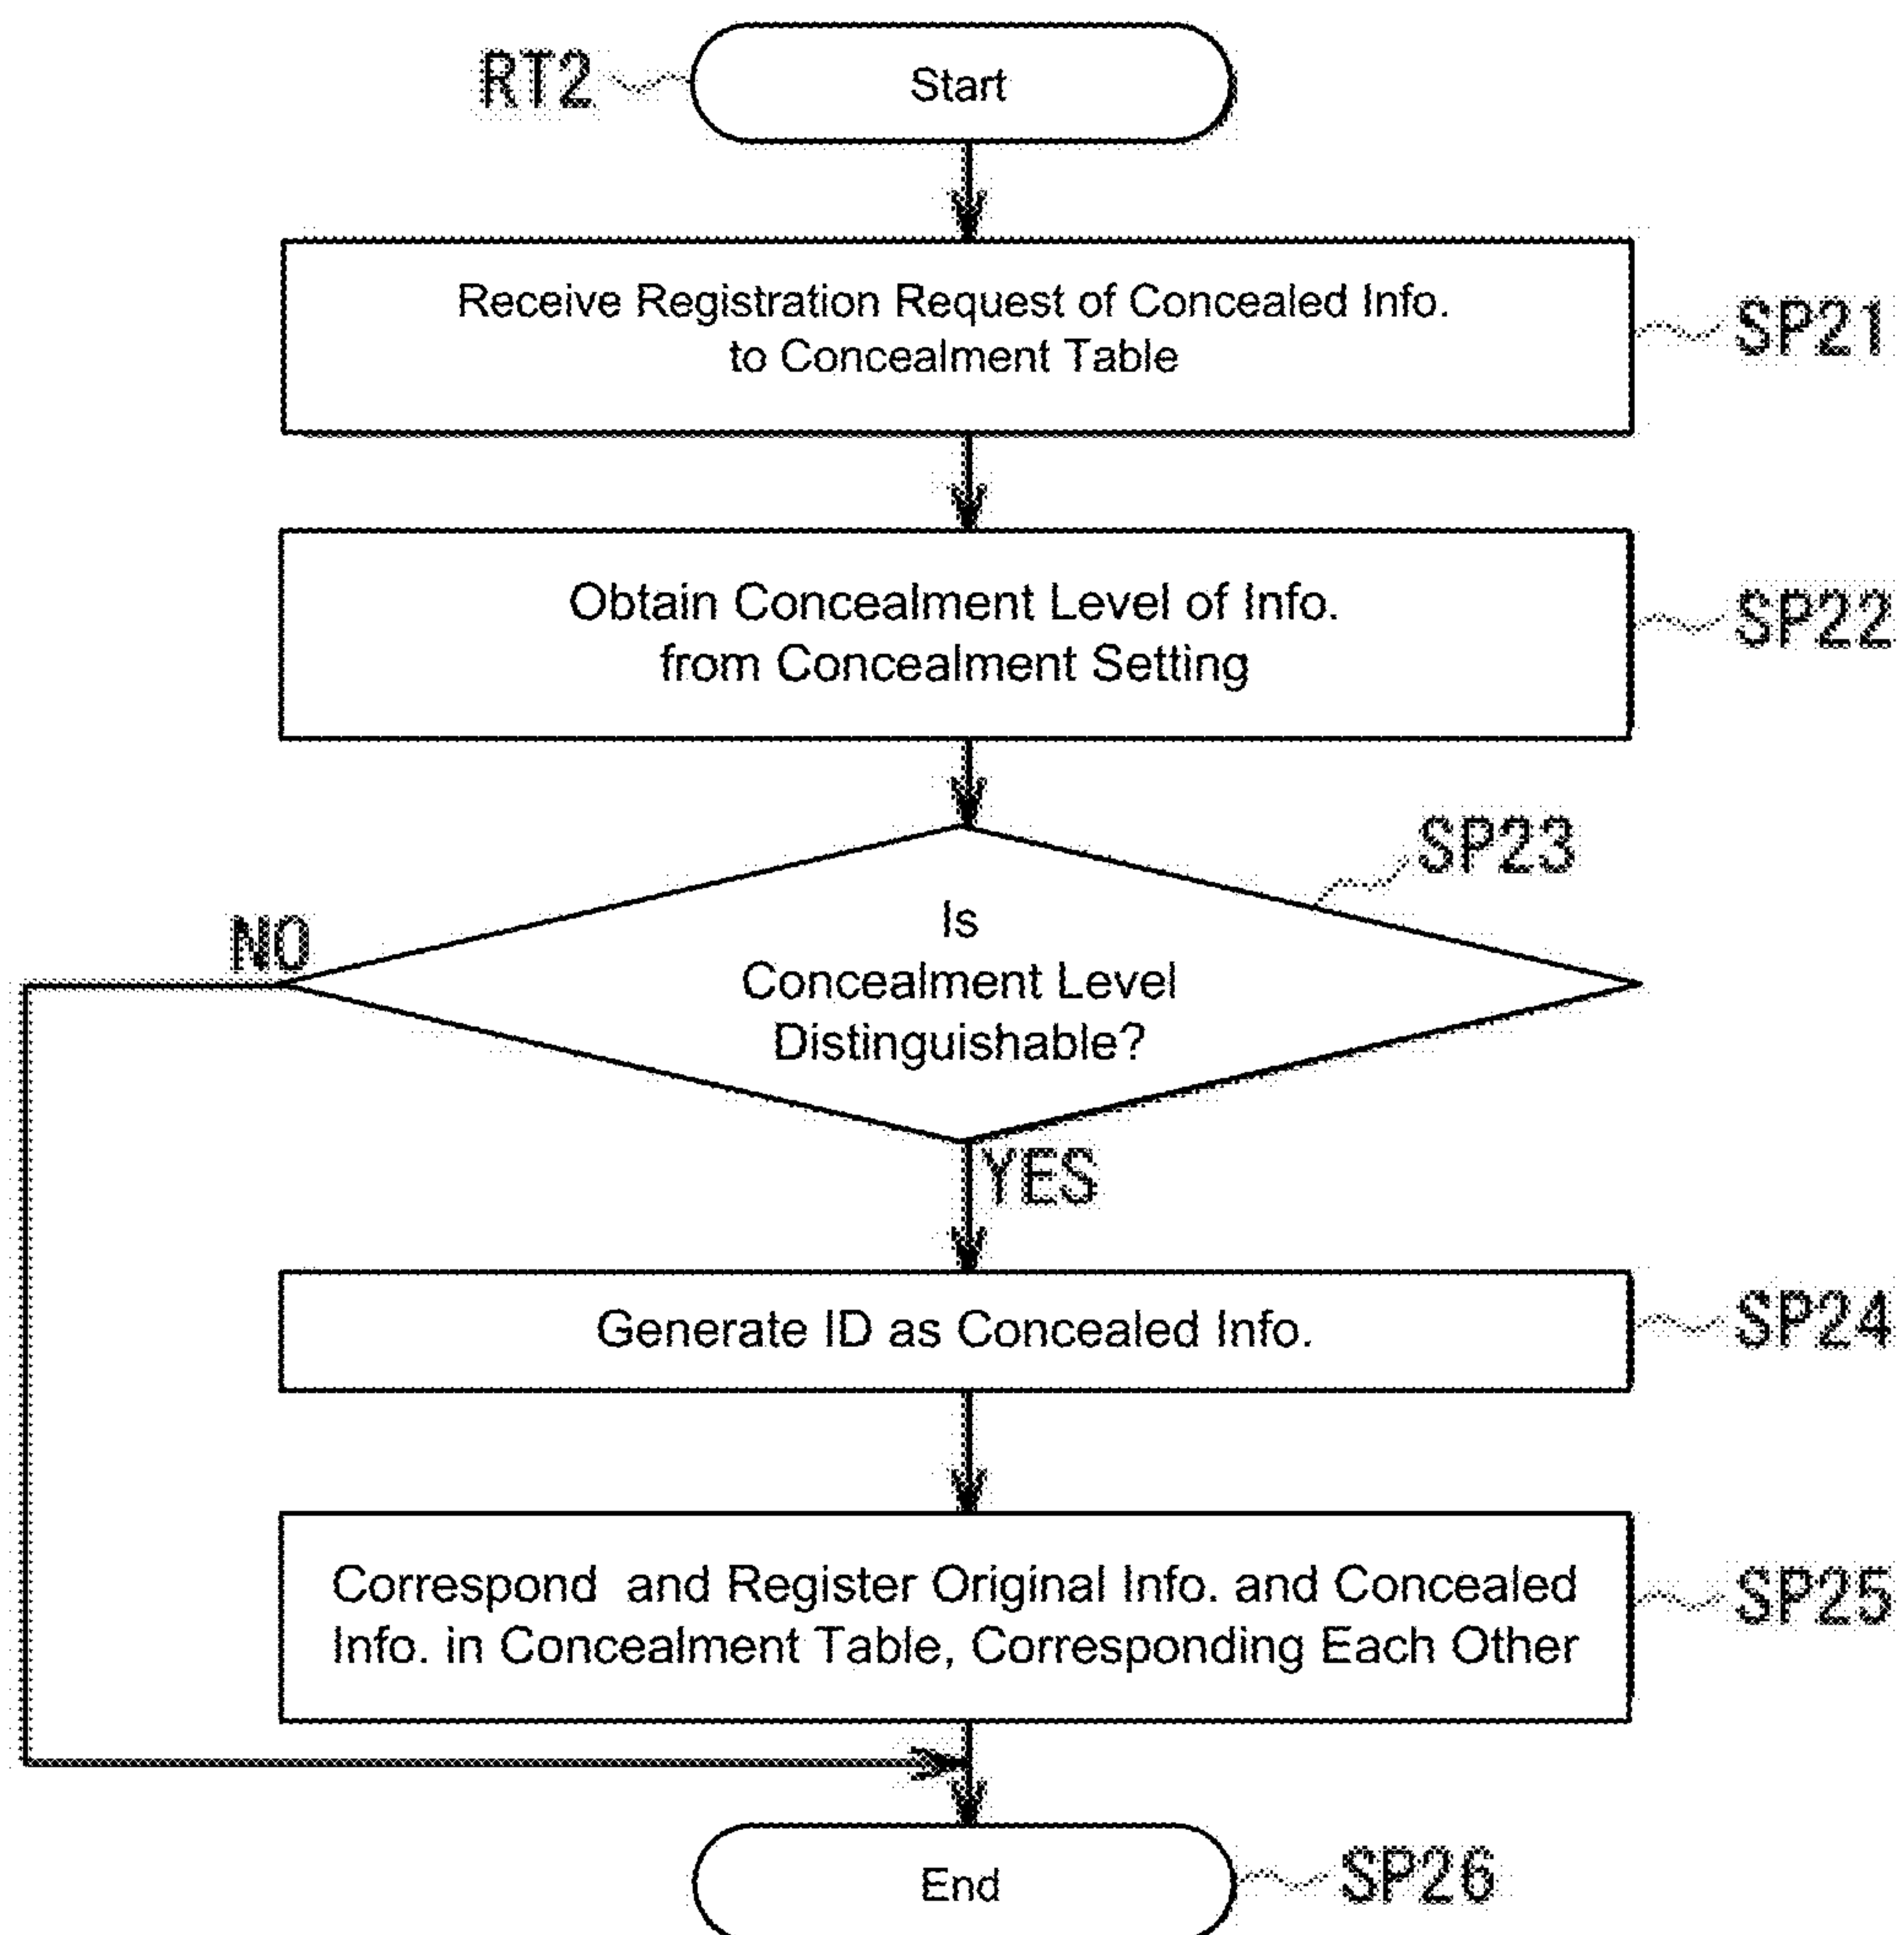 RT2
Start
Receive Registration Request of Concealed Info.
to Concealment Table
SP21
Obtain Concealment Level of Info.
from Concealment Setting
SP22
SP23
NO
Is
Concealment Level
Distinguishable?
YES
Generate ID as Concealed Info.
SP24
Correspond and Register Original Info. and Concealed
Info. in Concealment Table, Corresponding Each Other
SP25
End
SP26